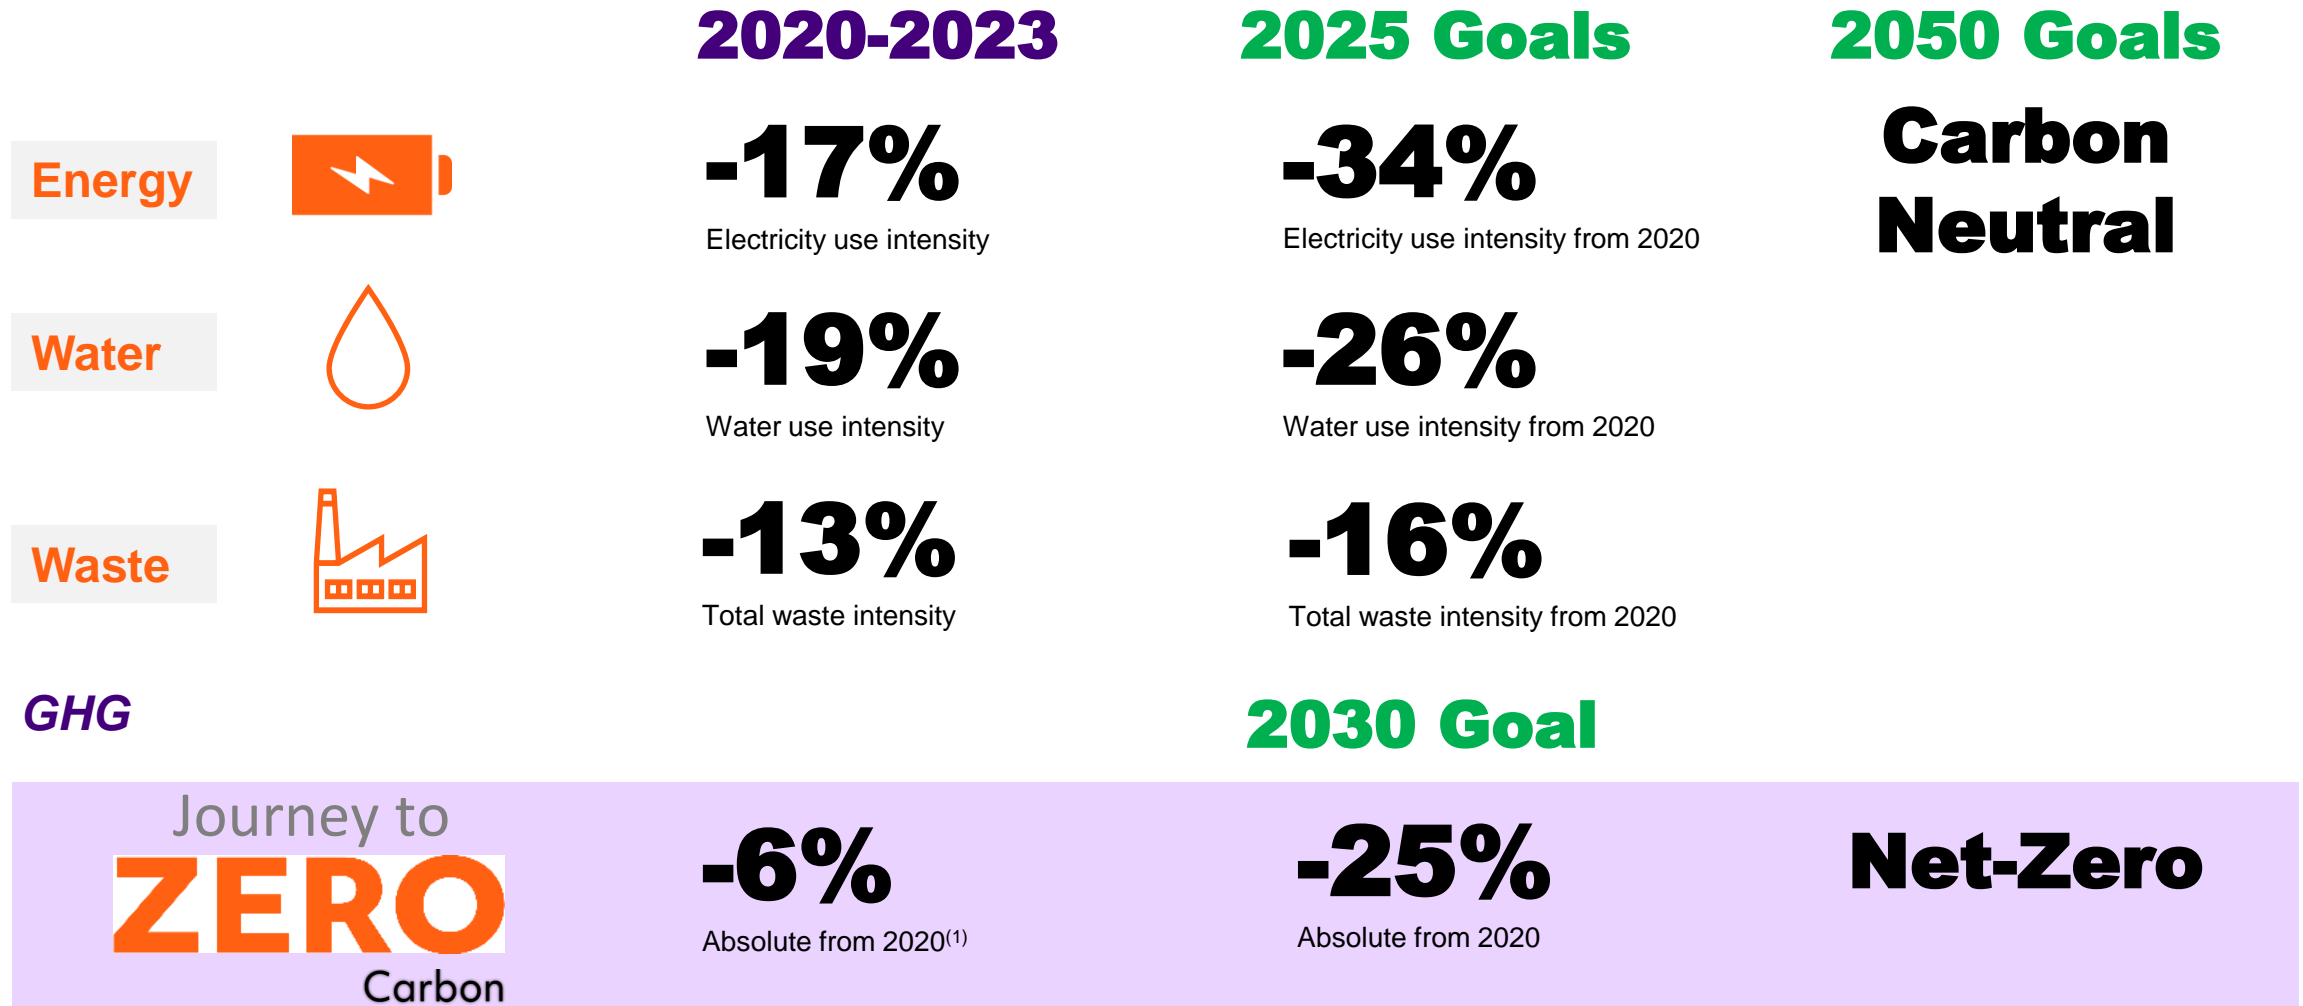 2020-2023 2025 Goals 2050 Goals
Energy -17% -34% Carbon
Neutral
Electricity use intensity Electricity use intensity from 2020
Water -19% -26%
Water use intensity Water use intensity from 2020
Waste -13% -16%
Total waste intensity Total waste intensity from 2020
GHG 2030 Goal
Journey to
ZERO
Carbon
-6% -25% Net-Zero
Absolute from 2020(1) Absolute from 2020